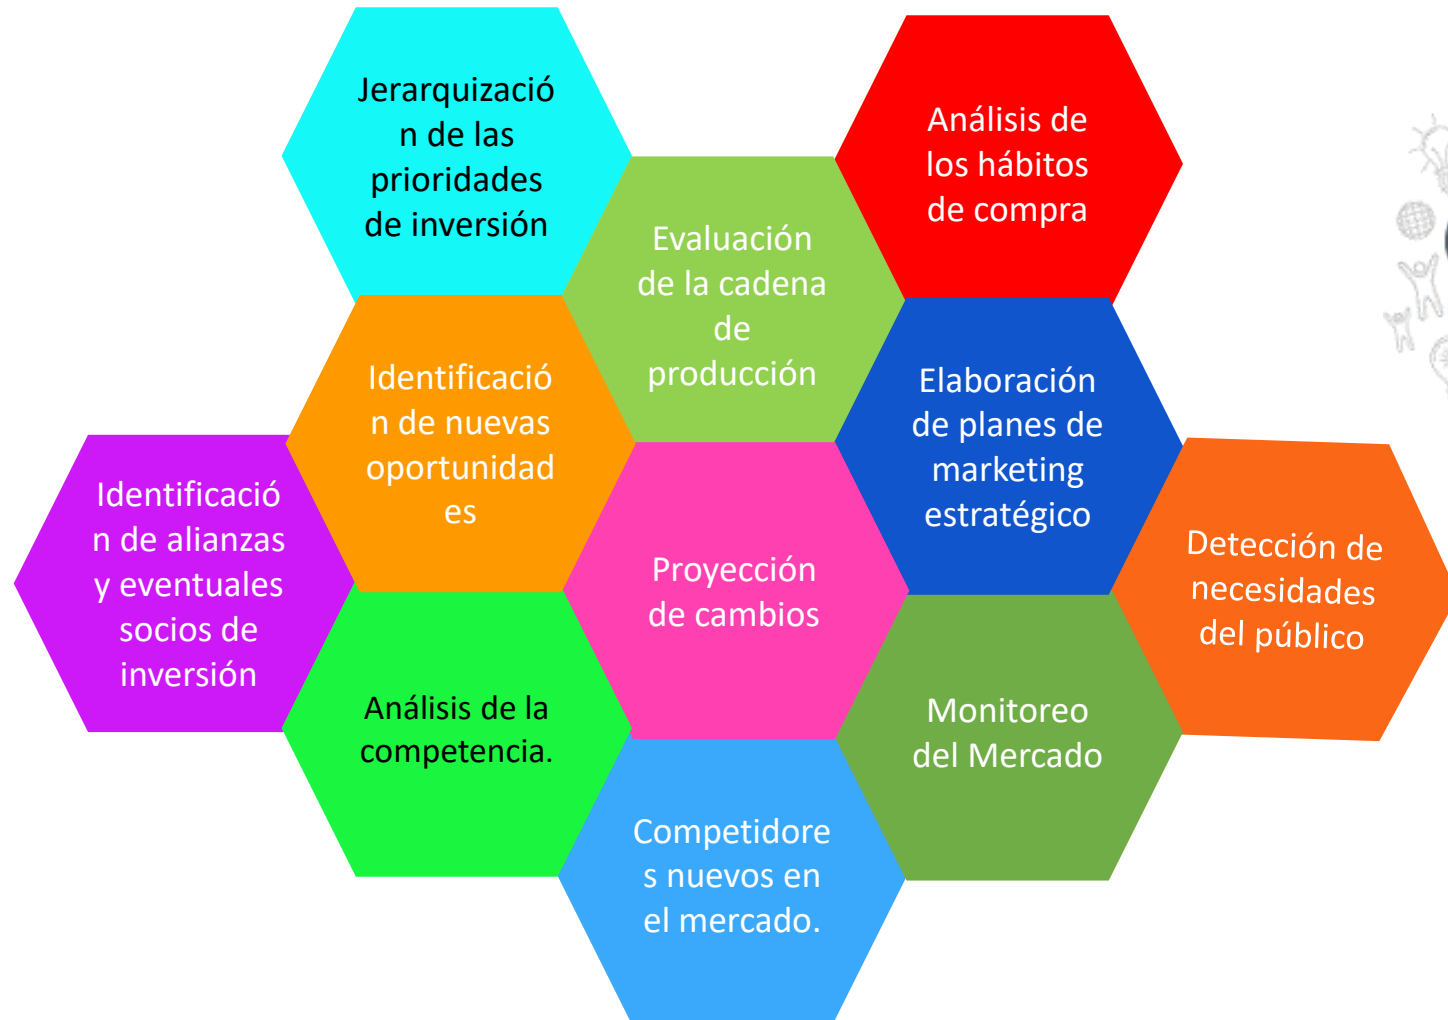 Jerarquizació
n de las
prioridades
de inversión
Análisis de
los hábitos
de compra
Evaluación
de la cadena
de
producción
Identificació
n de nuevas
oportunidad
es
Elaboración
de planes de
marketing
estratégico
Identificació
n de alianzas
y eventuales
socios de
inversión
Proyección
de cambios
Detección de
necesidades
del público
Análisis de la
competencia.
Monitoreo
del Mercado
Competidore
s nuevos en
el mercado.